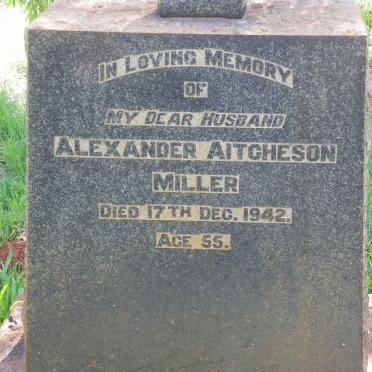 IN LOVING MEMORY
OF
MY DEAR HUSBAND
ALEXANDER AITCHESON
MILLER
DIED 17TH DEC. 1942.
AGE 55.